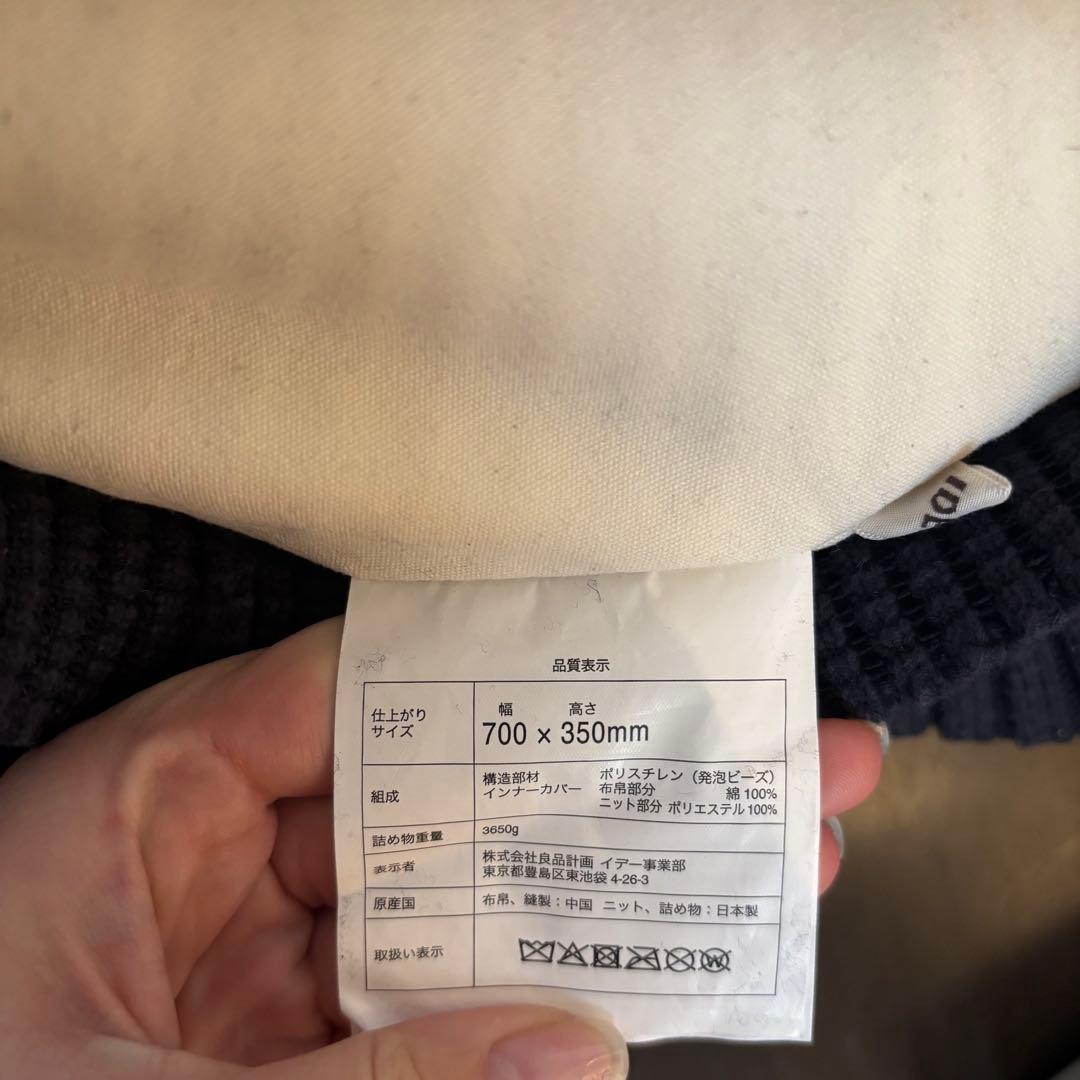 品質表示
仕上がり
サイズ
幅 高さ
700 × 350mm
組成
構造部材 ポリスチレン（発泡ビーズ）
インナーカバー 布帛部分 綿 100%
ニット部分 ポリエステル 100%
詰め物重量
3650g
表示者
株式会社良品計画 イデー事業部
東京都豊島区東池袋 4-26-3
原産国
布帛、縫製：中国 ニット、詰め物：日本製
取扱い表示
W